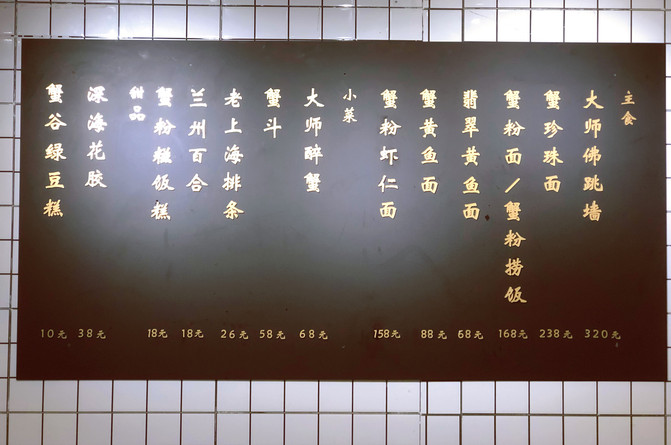 主食
大师佛跳墙
320元
蟹珍珠面
238元
蟹粉面/蟹粉捞饭
168元
翡翠黄鱼面
68元
蟹黄鱼面
88元
蟹粉虾仁面
158元
小菜
大师醉蟹
68元
蟹斗
58元
老上海排条
26元
兰州百合
18元
蟹粉糍饭糕
18元
甜品
深海花胶
38元
蟹谷绿豆糕
10元